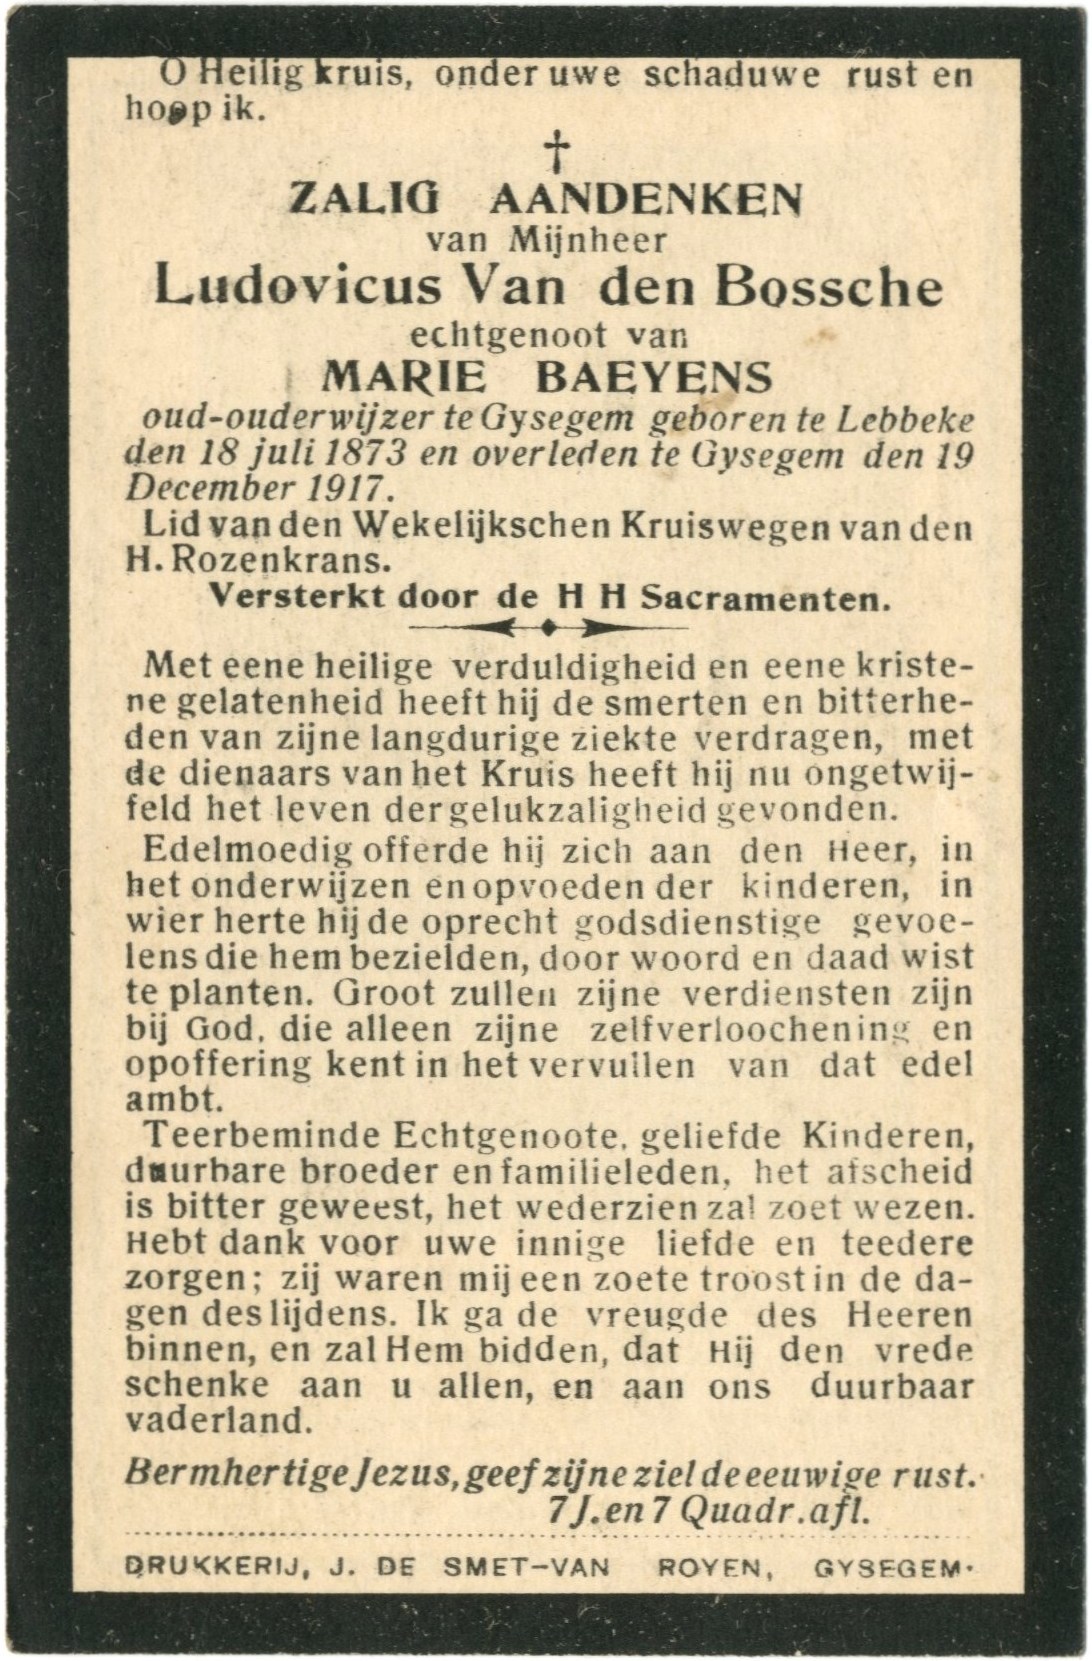 O Heilig kruis, onder uwe schaduwe rust en
hoop ik.
†
ZALIG AANDENKEN
van Mijnheer
Ludovicus Van den Bossche
echtgenoot van
MARIE BAEYENS
oud-ouderwijzer te Gysegem geboren te Lebbeke
den 18 juli 1873 en overleden te Gysegem den 19
December 1917.
Lid van den Wekelijkschen Kruiswegen van den
H. Rozenkrans.
Versterkt door de H H Sacramenten.
Met eene heilige verduldigheid en eene kriste-
ne gelatenheid heeft hij de smerten en bitterhe-
den van zijne langdurige ziekte verdragen, met
de dienaars van het Kruis heeft hij nu ongetwij-
feld het leven der gelukzaligheid gevonden.
Edelmoedig offerde hij zich aan den Heer, in
het onderwijzen en opvoeden der kinderen, in
wier herte hij de oprecht godsdienstige gevoe-
lens die hem bezielden, door woord en daad wist
te planten. Groot zullen zijne verdiensten zijn
bij God, die alleen zijne zelfverloochening en
opoffering kent in het vervullen van dat edel
ambt.
Teerbeminde Echtgenoote, geliefde Kinderen,
duurbare broeder en familieleden, het afscheid
is bitter geweest, het wederzien zal zoet wezen.
Hebt dank voor uwe innige liefde en teedere
zorgen; zij waren mij een zoete troost in de da-
gen des lijdens. Ik ga de vreugde des Heeren
binnen, en zal Hem bidden, dat Hij den vrede
schenke aan u allen, en aan ons duurbaar
vaderland.
Bermhertige Jezus, geef zijne ziel de eeuwige rust.
7 J. en 7 Quadr. afl.
DRUKKERIJ, J. DE SMET-VAN ROYEN, GYSEGEM.